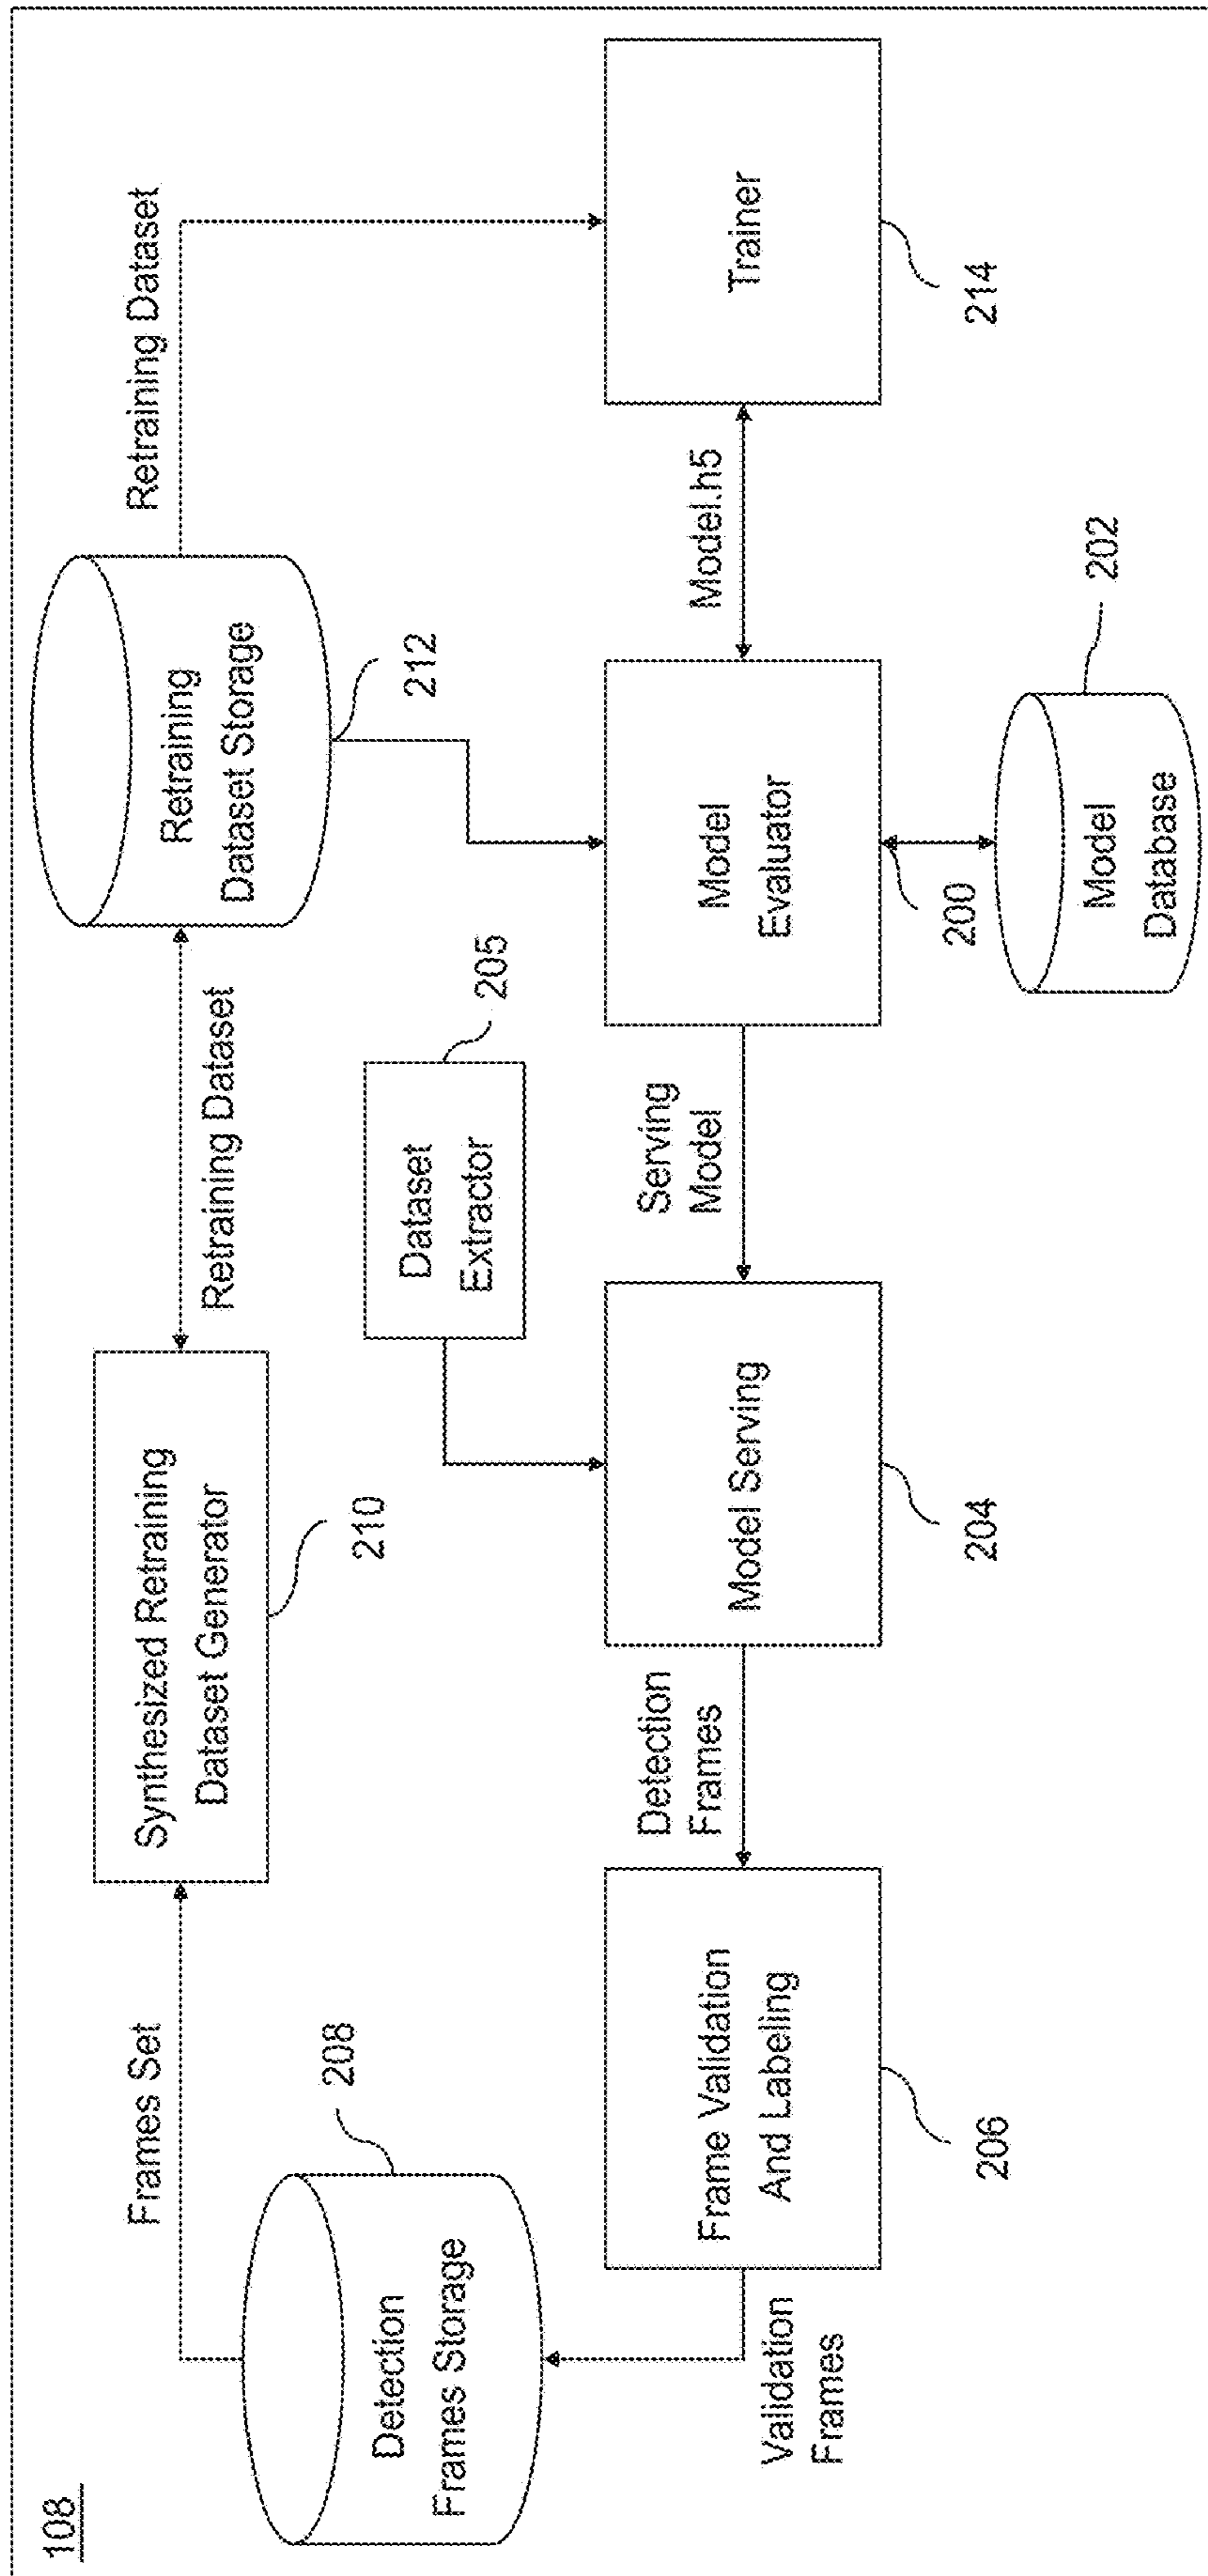 108
Frames Set
Retraining Dataset
Retraining Dataset
Synthesized Retraining
Dataset Generator
210
Retraining
Dataset Storage
212
Detection
Frames Storage
208
Dataset
Extractor
205
Validation
Frames
Frame Validation
And Labeling
206
Detection
Frames
Model Serving
204
Serving
Model
Model
Evaluator
200
Model.h5
Trainer
214
Model
Database
202